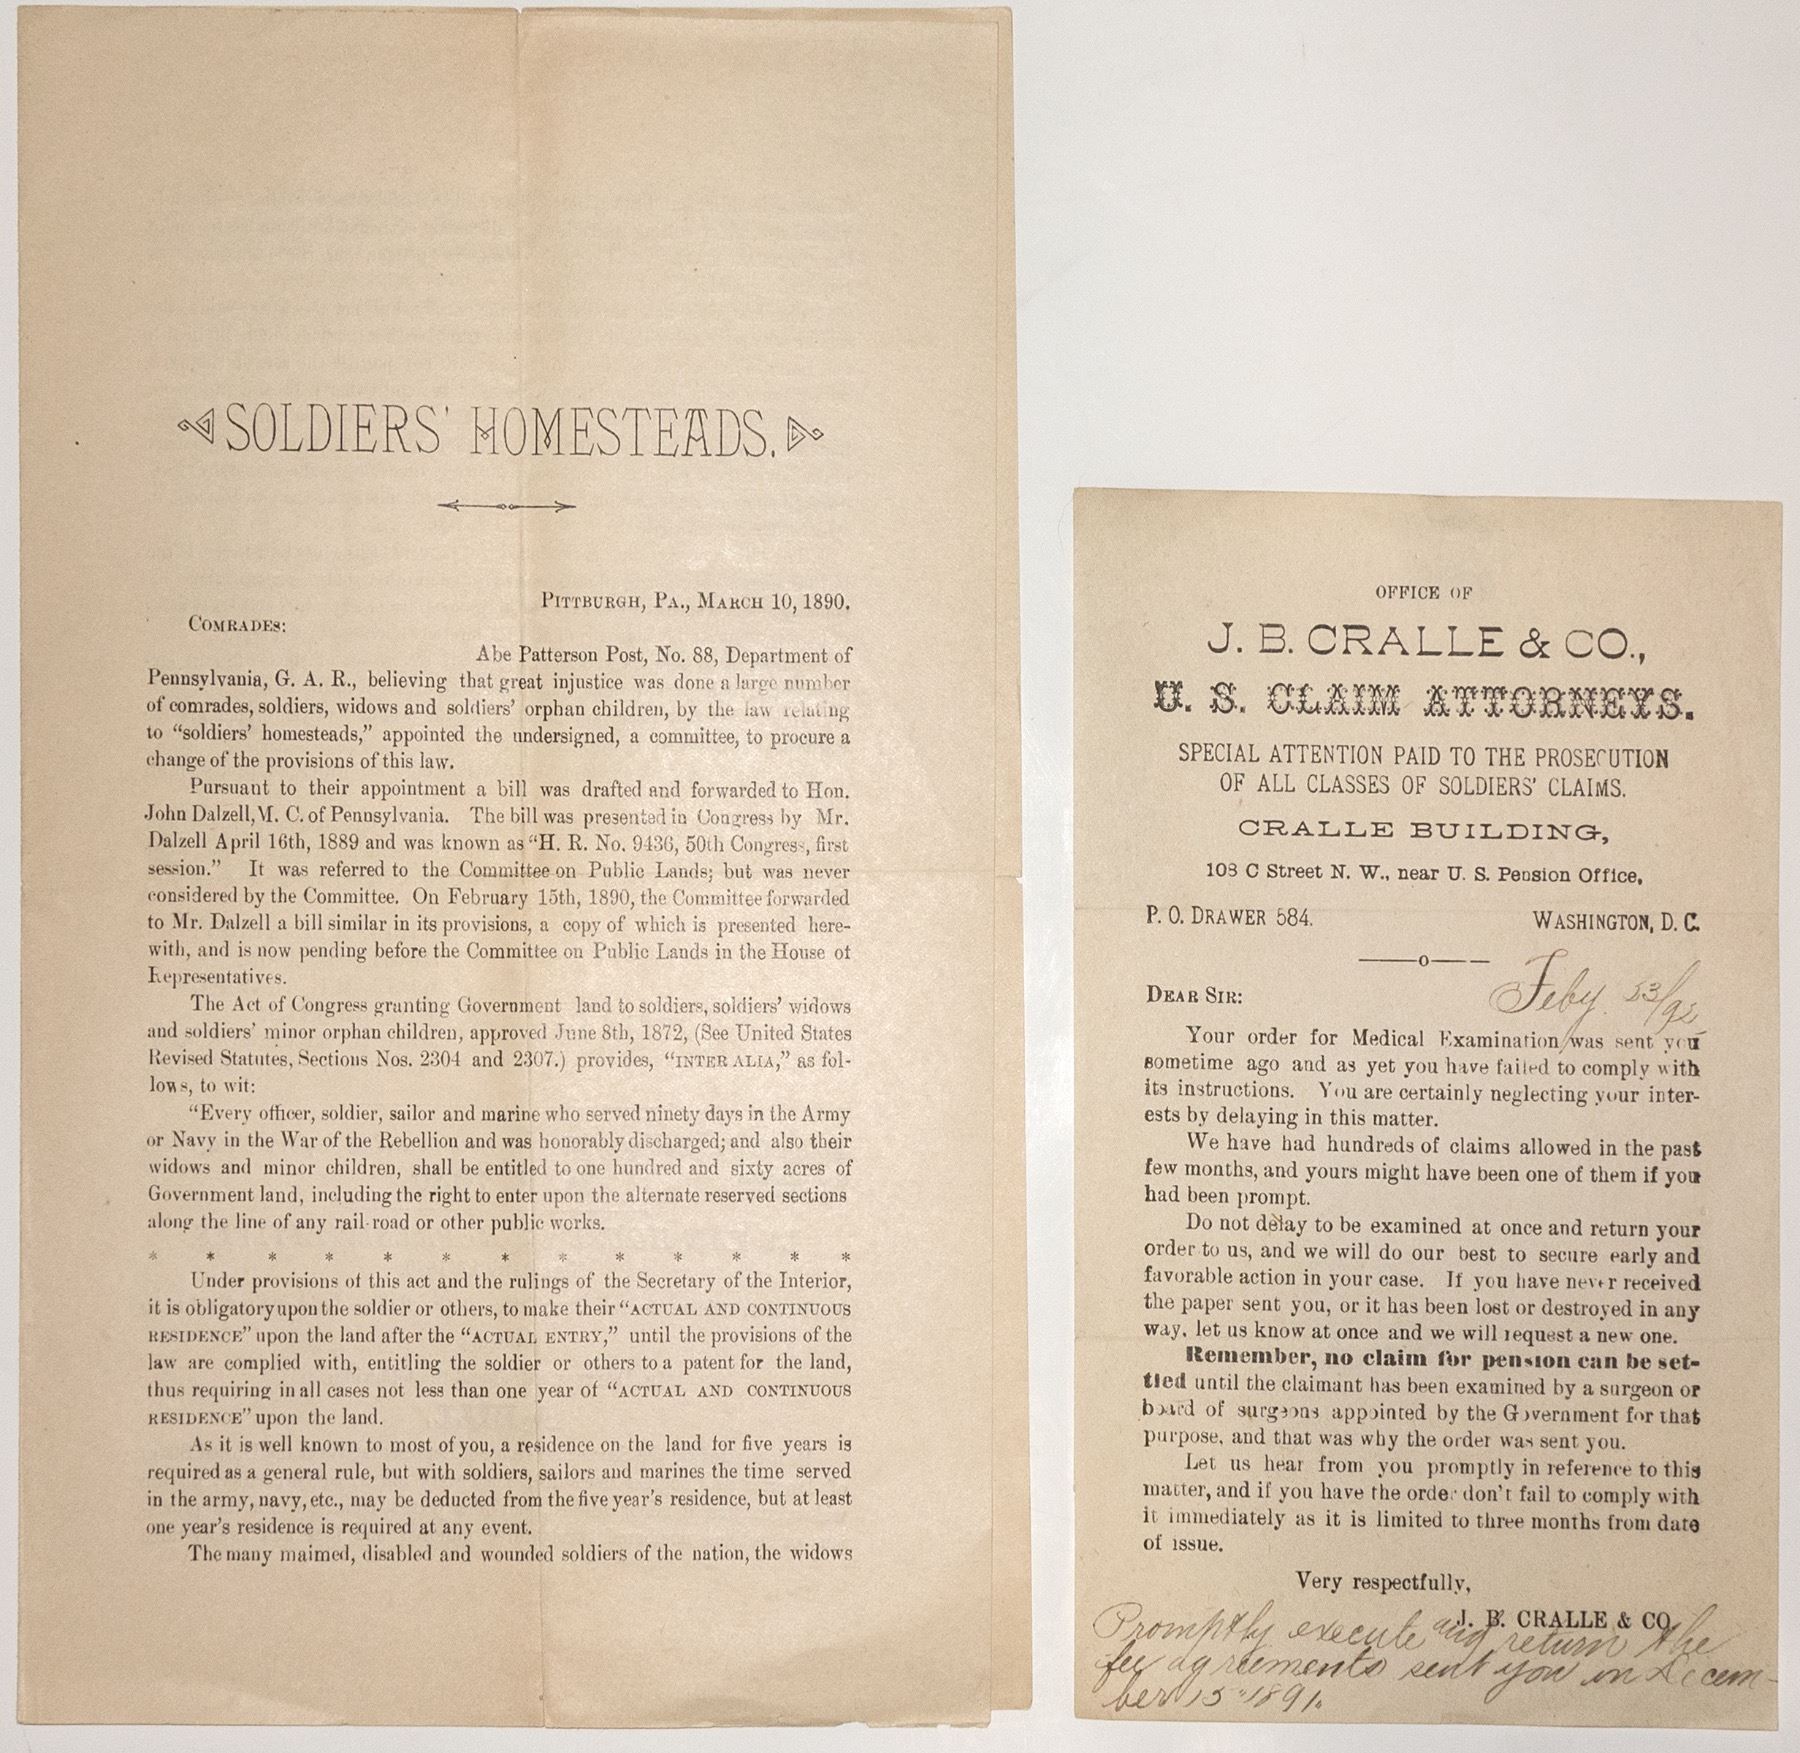 SOLDIERS' HOMESTEADS.
PITTBURGH, PA., MARCH 10, 1890.
COMRADES:
Abe Patterson Post, No. 88, Department of
Pennsylvania, G. A. R., believing that great injustice was done a large number
of comrades, soldiers, widows and soldiers' orphan children, by the law relating
to "soldiers' homesteads," appointed the undersigned, a committee, to procure a
change of the provisions of this law.
Pursuant to their appointment a bill was drafted and forwarded to Hon.
John Dalzell, M. C. of Pennsylvania. The bill was presented in Congress by Mr.
Dalzell April 16th, 1889 and was known as "H. R. No. 9436, 50th Congress, first
session." It was referred to the Committee on Public Lands; but was never
considered by the Committee. On February 15th, 1890, the Committee forwarded
to Mr. Dalzell a bill similar in its provisions, a copy of which is presented here-
with, and is now pending before the Committee on Public Lands in the House of
Representatives.
The Act of Congress granting Government land to soldiers, soldiers' widows
and soldiers' minor orphan children, approved June 8th, 1872, (See United States
Revised Statutes, Sections Nos. 2304 and 2307.) provides, "INTER ALIA," as fol-
lows, to wit:
"Every officer, soldier, sailor and marine who served ninety days in the Army
or Navy in the War of the Rebellion and was honorably discharged; and also their
widows and minor children, shall be entitled to one hundred and sixty acres of
Government land, including the right to enter upon the alternate reserved sections
along the line of any rail-road or other public works.
* * * * * * * * * * * * *
Under provisions of this act and the rulings of the Secretary of the Interior,
it is obligatory upon the soldier or others, to make their "ACTUAL AND CONTINUOUS
RESIDENCE" upon the land after the "ACTUAL ENTRY," until the provisions of the
law are complied with, entitling the soldier or others to a patent for the land,
thus requiring in all cases not less than one year of "ACTUAL AND CONTINUOUS
RESIDENCE" upon the land.
As it is well known to most of you, a residence on the land for five years is
required as a general rule, but with soldiers, sailors and marines the time served
in the army, navy, etc., may be deducted from the five year's residence, but at least
one year's residence is required at any event.
The many maimed, disabled and wounded soldiers of the nation, the widows
OFFICE OF
J. B. CRALLE & CO.,
U. S. CLAIM ATTORNEYS.
SPECIAL ATTENTION PAID TO THE PROSECUTION
OF ALL CLASSES OF SOLDIERS' CLAIMS.
CRALLE BUILDING,
108 C Street N. W., near U. S. Pension Office,
P. O. DRAWER 584. WASHINGTON, D. C.
DEAR SIR: Feby. 23/92
Your order for Medical Examination was sent you
sometime ago and as yet you have failed to comply with
its instructions. You are certainly neglecting your inter-
ests by delaying in this matter.
We have had hundreds of claims allowed in the past
few months, and yours might have been one of them if you
had been prompt.
Do not delay to be examined at once and return your
order to us, and we will do our best to secure early and
favorable action in your case. If you have never received
the paper sent you, or it has been lost or destroyed in any
way, let us know at once and we will request a new one.
Remember, no claim for pension can be set-
tled until the claimant has been examined by a surgeon or
board of surgeons appointed by the Government for that
purpose, and that was why the order was sent you.
Let us hear from you promptly in reference to this
matter, and if you have the order don't fail to comply with
it immediately as it is limited to three months from date
of issue.
Very respectfully,
J. B. CRALLE & CO.
Promptly execute and return the
fee agreements sent you in Decem-
ber 15" 1891.